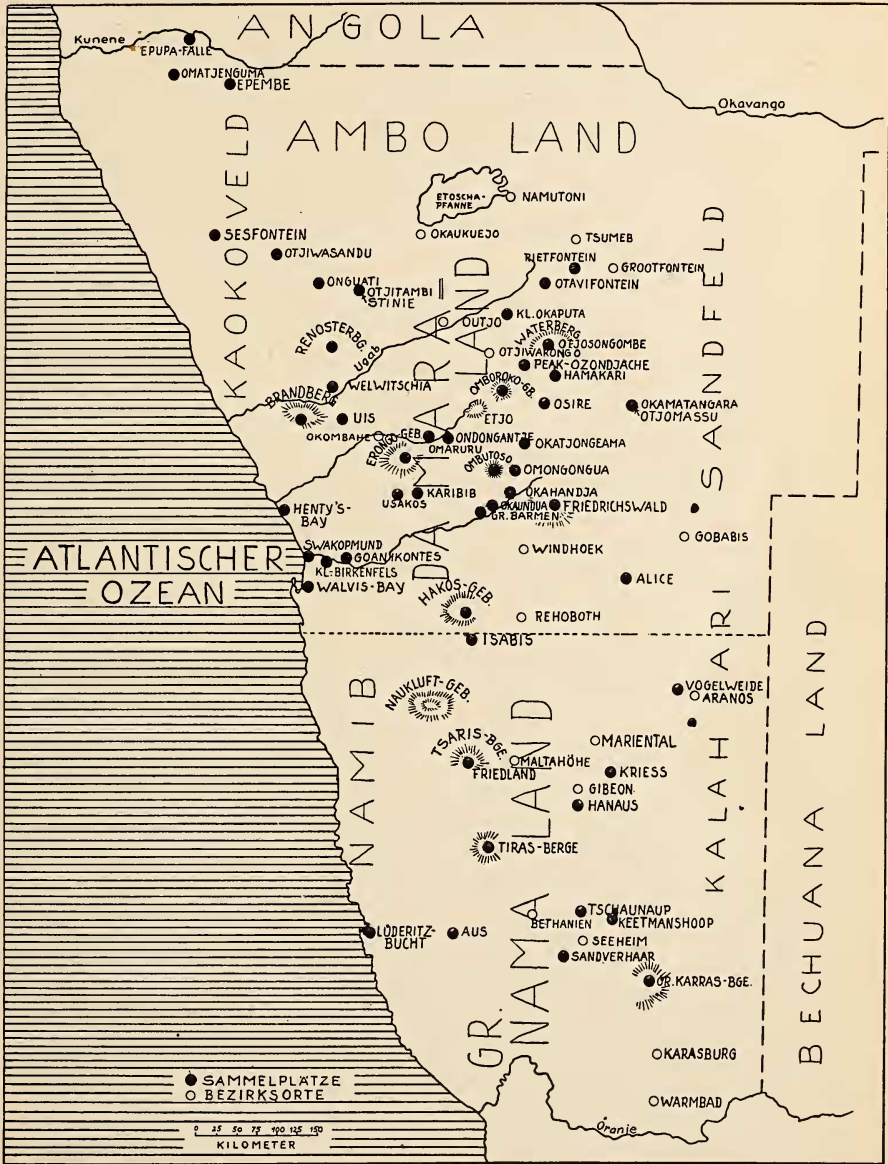 ANGOLA
Kunene
EPUPA-FÄLLE
OMATJENGUMA
EPEMBE
Okavango
KAOKOVELD
AMBO LAND
ETOSCHA-
PFANNE
NAMUTONI
OKAUKUEJO
TSUMEB
SESFONTEIN
OTJIWASANDU
RIETFONTEIN
GROOTFONTEIN
ONGUATI
OTJITAMBI
STINIE
OTAVIFONTEIN
SANDFELD
DAMARA =
LAND
OUTJO
KL. OKAPUTA
RENOSTERBG.
Ugab
WATERBERG
OTJOSONGOMBE
OTJIWARONGO
PEAK-OZONDJACHE
HAMAKARI
WELWITSCHIA
OMBOROKO-GB.
BRANDBERG
UIS
ETJO
OSIRE
OKAMATANGARA
OTJOMASSU
OKOMBAHE
ERONGO-GEB.
OMARURU
ONDONGANTJE
OKATJONGEAMA
OMBUTOSO
OMONGONGUA
USAKOS
KARIBIB
OKAHANDJA
HENTY'S-
BAY
OKAUNDUA
GR. BARMEN
FRIEDRICHSWALD
GOBABIS
ATLANTISCHER
OZEAN
SWAKOPMUND
GOANIKONTES
KL.-BIRKENFELS
WINDHOEK
WALVIS-BAY
ALICE
HAKOS-GEB.
REHOBOTH
ISABIS
KALAHARI
BECHUANA LAND
NAMIB
NAUKLUFT-GEB.
VOGELWEIDE
ARANOS
TSARIS-BGE.
FRIEDLAND
MALTAHÖHE
MARIENTAL
KRIESS
GIBEON
HANAUS
GR.
NAMA LAND
TIRAS-BERGE
TSCHAUNAUP
BETHANIEN
KEETMANSHOOP
LÜDERITZ-
BUCHT
AUS
SEEHEIM
SANDVERHAAR
GR. KARRAS-BGE.
KARASBURG
WARMBAD
Oranje
SAMMELPLÄTZE
BEZIRKSORTE
0 25 50 75 100 125 150
KILOMETER